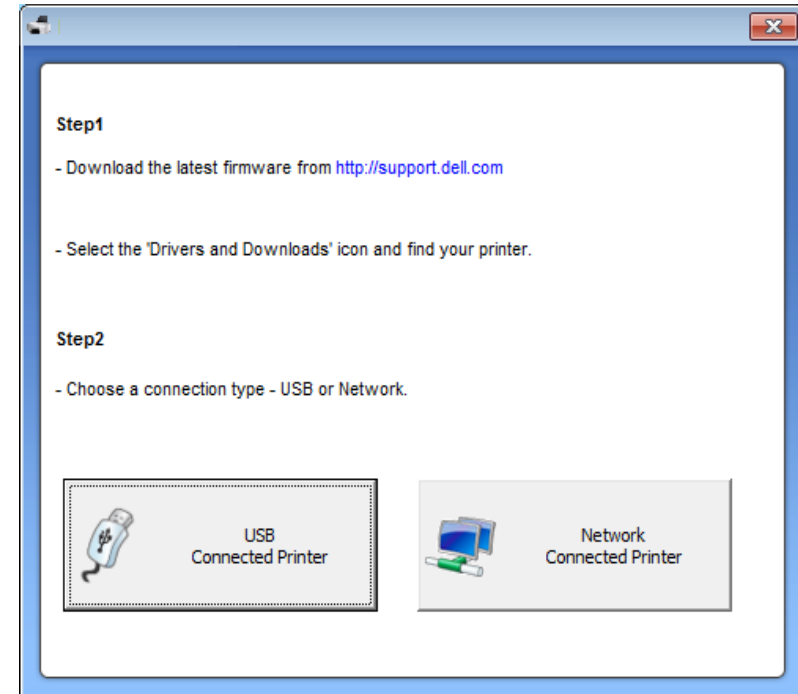 Step1
- Download the latest firmware from http://support.dell.com
- Select the 'Drivers and Downloads' icon and find your printer.
Step2
- Choose a connection type - USB or Network.
USB
Connected Printer
Network
Connected Printer